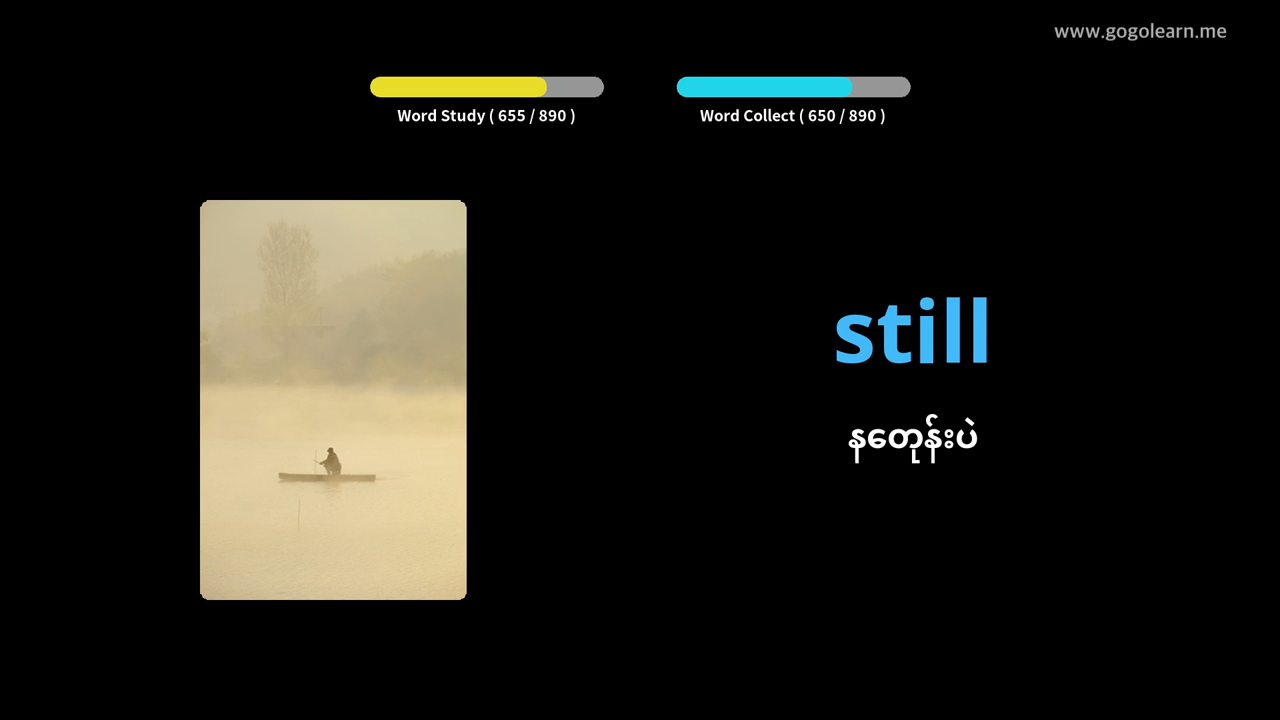 www.gogolearn.me
Word Study ( 655 / 890 )
Word Collect ( 650 / 890 )
still
နတေုန်းပဲ